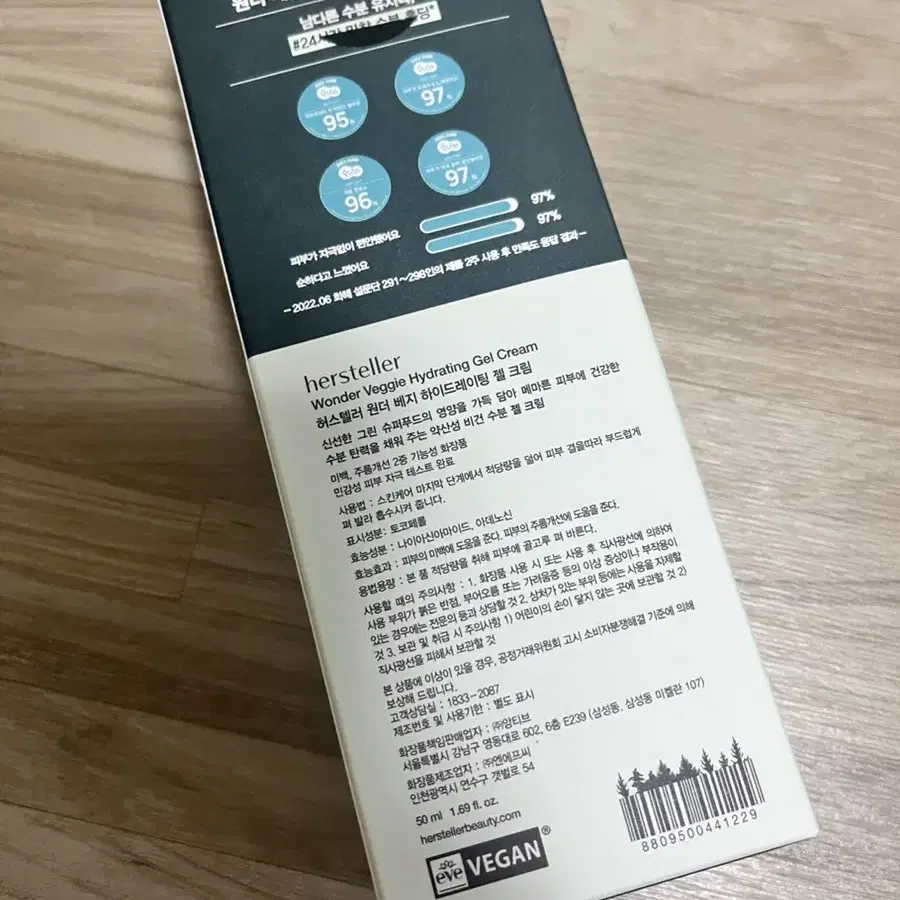 남다른 수분 유지력,
#24시간
95%
97%
96%
97%
피부가 자극없이 편안했어요 97%
순하다고 느꼈어요 97%
– 2022.06 화해 설문단 291~298인의 제품 2주 사용 후 만족도 응답 결과 –
hersteller
Wonder Veggie Hydrating Gel Cream
허스텔러 원더 베지 하이드레이팅 젤 크림
신선한 그린 슈퍼푸드의 영양을 가득 담아 메마른 피부에 건강한
수분 탄력을 채워 주는 약산성 비건 수분 젤 크림
미백, 주름개선 2중 기능성 화장품
민감성 피부 자극 테스트 완료
사용법 : 스킨케어 마지막 단계에서 적당량을 덜어 피부 결을따라 부드럽게
펴 발라 흡수시켜 줍니다.
표시성분 : 토코페롤
효능성분 : 나이아신아마이드, 아데노신
효능효과 : 피부의 미백에 도움을 준다. 피부의 주름개선에 도움을 준다.
용법용량 : 본 품 적당량을 취해 피부에 골고루 펴 바른다.
사용할 때의 주의사항 : 1. 화장품 사용 시 또는 사용 후 직사광선에 의하여
사용 부위가 붉은 반점, 부어오름 또는 가려움증 등의 이상 증상이나 부작용이
있는 경우에는 전문의 등과 상담할 것 2. 상처가 있는 부위 등에는 사용을 자제할
것 3. 보관 및 취급 시 주의사항 1) 어린이의 손이 닿지 않는 곳에 보관할 것 2)
직사광선을 피해서 보관할 것
본 상품에 이상이 있을 경우, 공정거래위원회 고시 소비자분쟁해결 기준에 의해
보상해 드립니다.
고객상담실 : 1833-2087
제조번호 및 사용기한 : 별도 표시
화장품책임판매업자 : ㈜앙티브
서울특별시 강남구 영동대로 602, 6층 E239 (삼성동, 삼성동 미켈란 107)
화장품제조업자 : ㈜엔에프씨
인천광역시 연수구 갯벌로 54
50 ml 1.69 fl. oz.
herstellerbeauty.com
8809500441229
eve VEGAN®